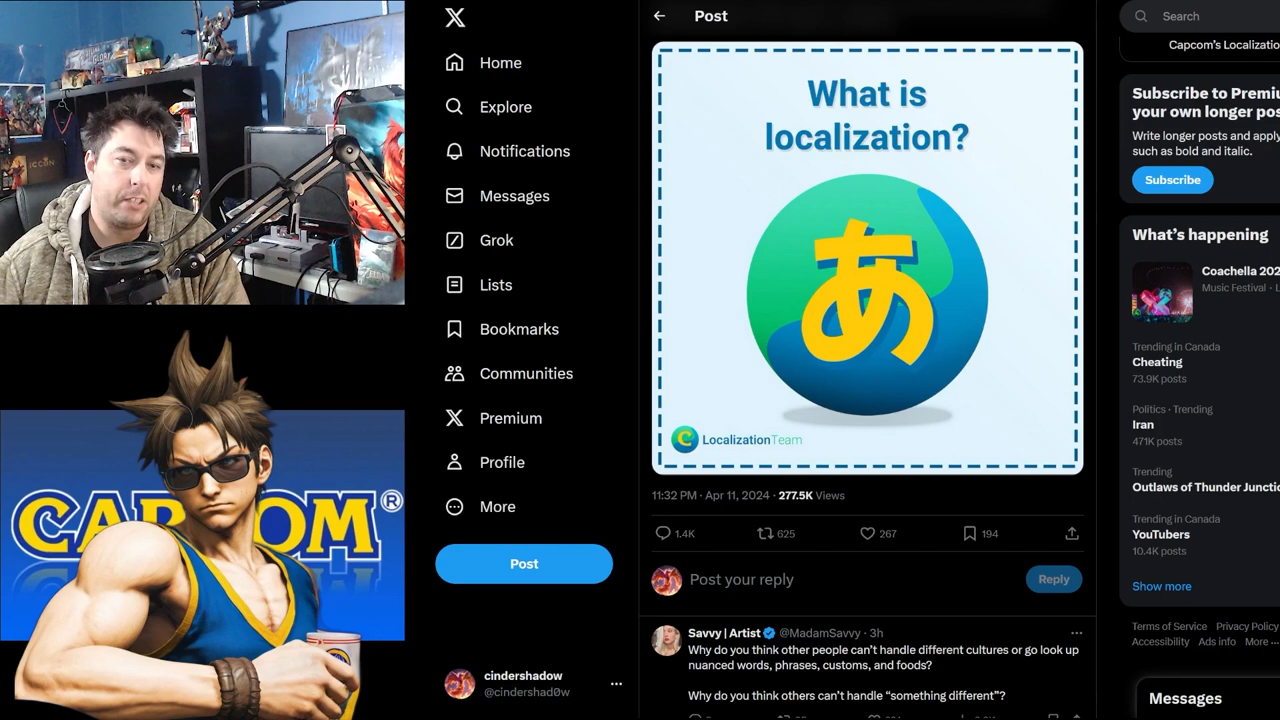 Home
Explore
Notifications
Messages
Grok
Lists
Bookmarks
Communities
Premium
Profile
More
Post
cindershadow
@cindershad0w
CAPCOM®
Post
What is
localization?
あ
LocalizationTeam
11:32 PM · Apr 11, 2024 · 277.5K Views
1.4K 625 267 194
Post your reply
Reply
Savvy | Artist @MadamSavvy · 3h
Why do you think other people can't handle different cultures or go look up
nuanced words, phrases, customs, and foods?
Why do you think others can't handle “something different”?
Search
Capcom's Localizatio
Subscribe to Premiu
your own longer pos
Write longer posts and apply
such as bold and italic.
Subscribe
What's happening
Coachella 202
Music Festival · L
Trending in Canada
Cheating
73.9K posts
Politics · Trending
Iran
471K posts
Trending
Outlaws of Thunder Juncti
Trending in Canada
YouTubers
10.4K posts
Show more
Terms of Service Privacy Policy
Accessibility Ads info More ...
Messages